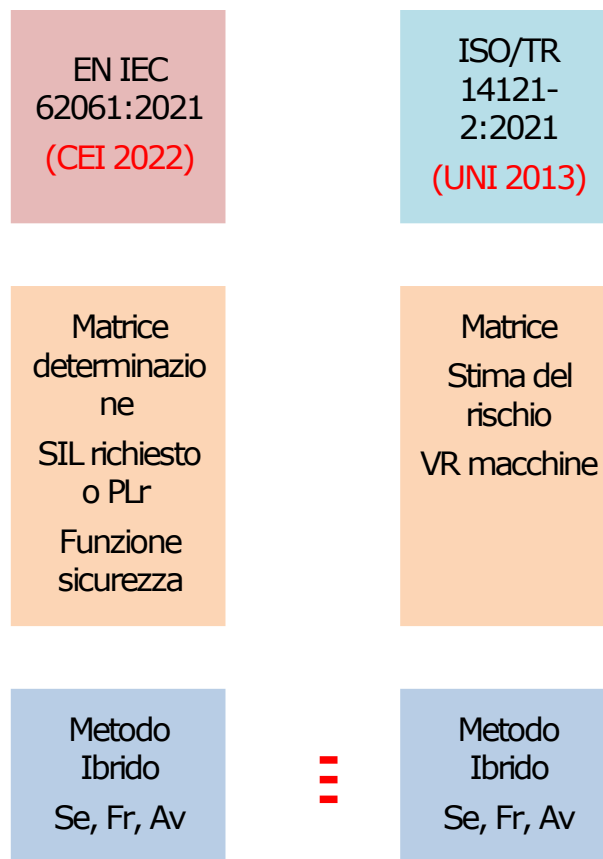 EN IEC
62061:2021
(CEI 2022)
ISO/TR
14121-
2:2021
(UNI 2013)
Matrice
determinazio
ne
SIL richiesto
o PLr
Funzione
sicurezza
Matrice
Stima del
rischio
VR macchine
Metodo
Ibrido
Se, Fr, Av
Metodo
Ibrido
Se, Fr, Av